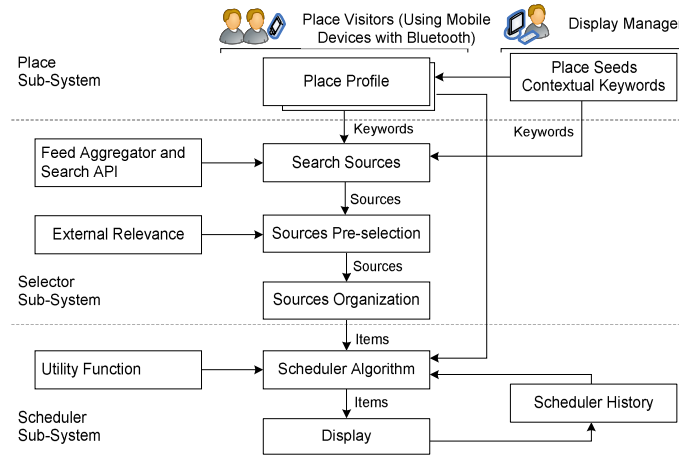 Place Visitors (Using Mobile
Devices with Bluetooth)
Display Manager
Place
Sub-System
Place Profile
Place Seeds
Contextual Keywords
Keywords
Keywords
Feed Aggregator and
Search API
Search Sources
Sources
External Relevance
Sources Pre-selection
Sources
Selector
Sub-System
Sources Organization
Items
Utility Function
Scheduler Algorithm
Items
Scheduler History
Scheduler
Sub-System
Display